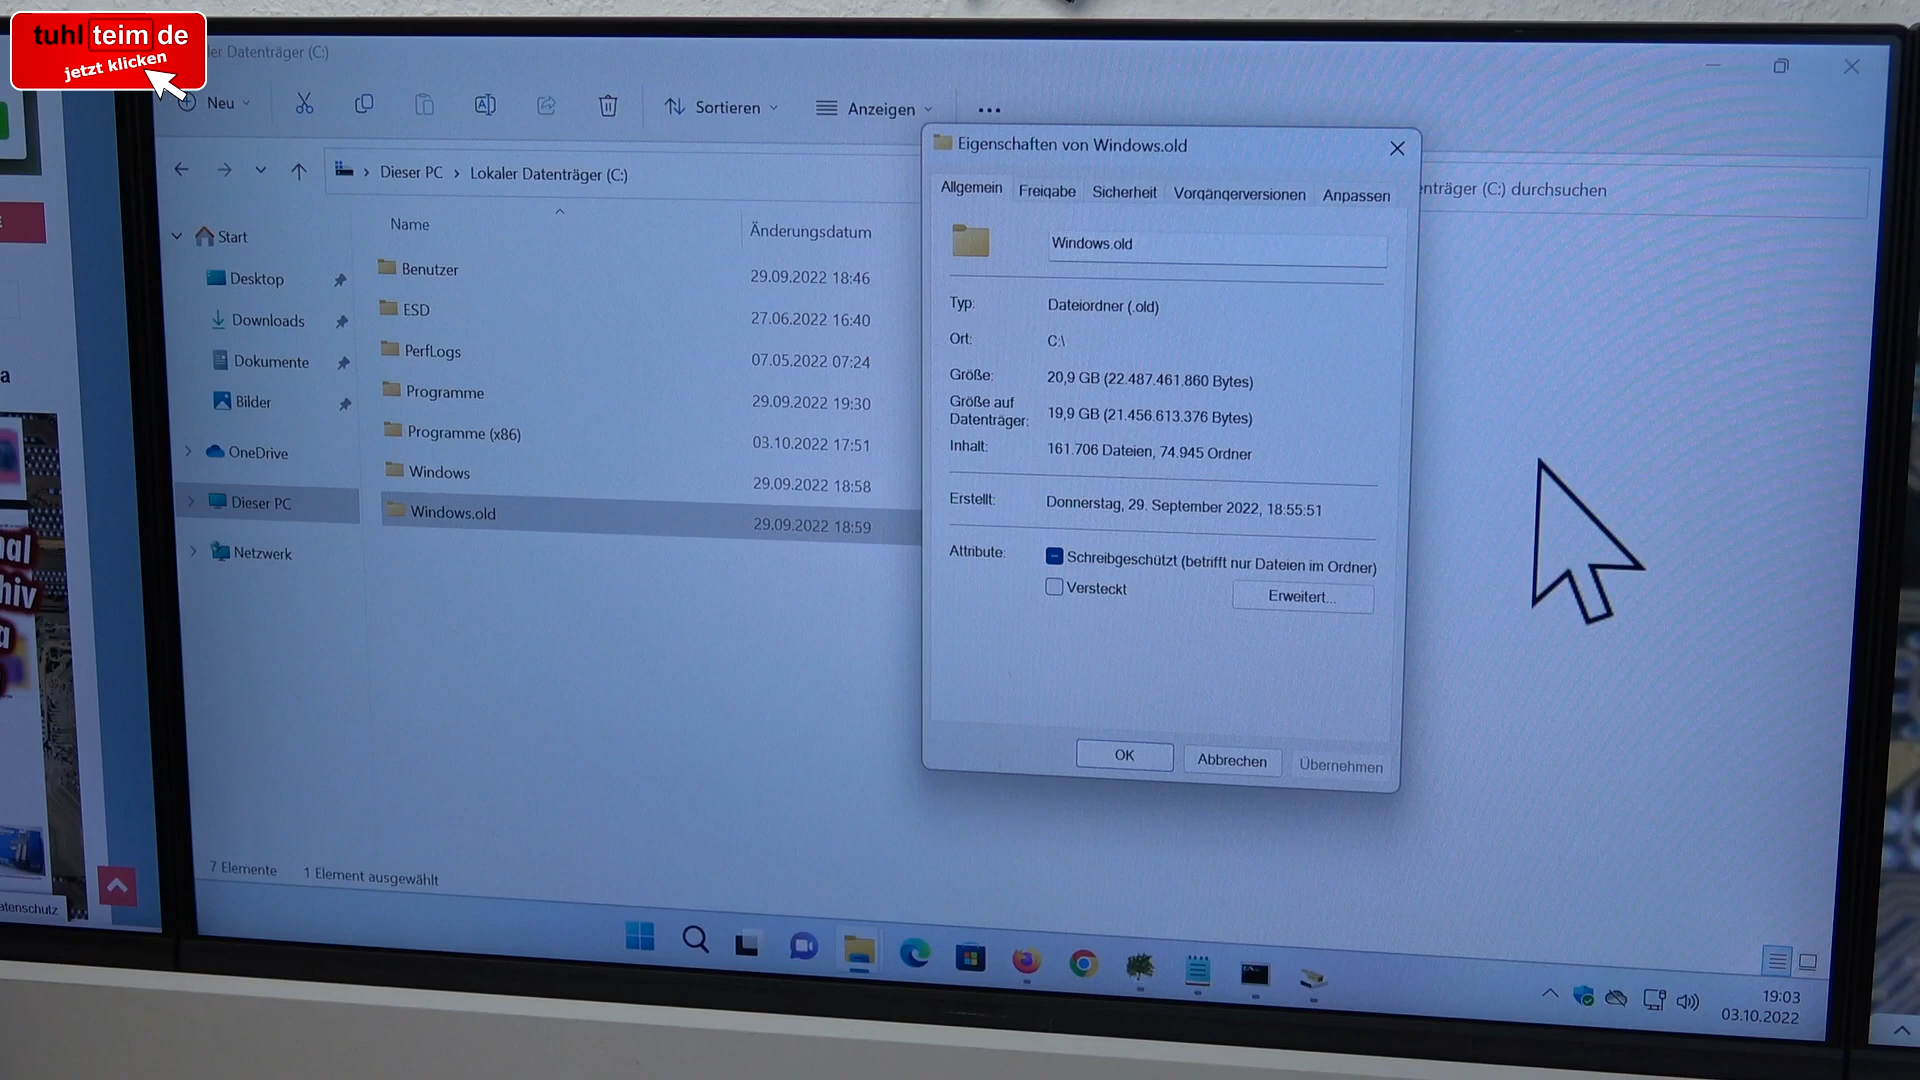 tuhl teim de
jetzt klicken
er Datenträger (C:)
Neu
Sortieren
Anzeigen
Dieser PC › Lokaler Datenträger (C:)
nträger (C:) durchsuchen
Name
Änderungsdatum
Start
Desktop
Downloads
Dokumente
Bilder
OneDrive
Dieser PC
Netzwerk
Benutzer 29.09.2022 18:46
ESD 27.06.2022 16:40
PerfLogs 07.05.2022 07:24
Programme 29.09.2022 19:30
Programme (x86) 03.10.2022 17:51
Windows 29.09.2022 18:58
Windows.old 29.09.2022 18:59
7 Elemente 1 Element ausgewählt
Eigenschaften von Windows.old
Allgemein Freigabe Sicherheit Vorgängerversionen Anpassen
Windows.old
Typ: Dateiordner (.old)
Ort: C:\
Größe: 20,9 GB (22.487.461.860 Bytes)
Größe auf
Datenträger: 19,9 GB (21.456.613.376 Bytes)
Inhalt: 161.706 Dateien, 74.945 Ordner
Erstellt: Donnerstag, 29. September 2022, 18:55:51
Attribute: Schreibgeschützt (betrifft nur Dateien im Ordner)
Versteckt
Erweitert...
OK Abbrechen Übernehmen
a
al
hiv
a
atenschutz
19:03
03.10.2022